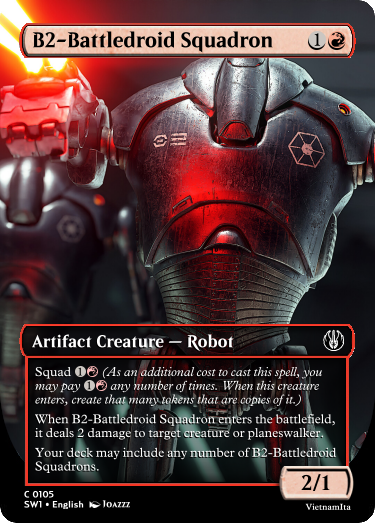 B2-Battledroid Squadron 1
Artifact Creature — Robot
Squad 1 (As an additional cost to cast this spell, you
may pay 1 any number of times. When this creature
enters, create that many tokens that are copies of it.)
When B2-Battledroid Squadron enters the battlefield,
it deals 2 damage to target creature or planeswalker.
Your deck may include any number of B2-Battledroid
Squadrons.
2/1
C 0105
SW1 • English JOAZZZ
VietnamIta